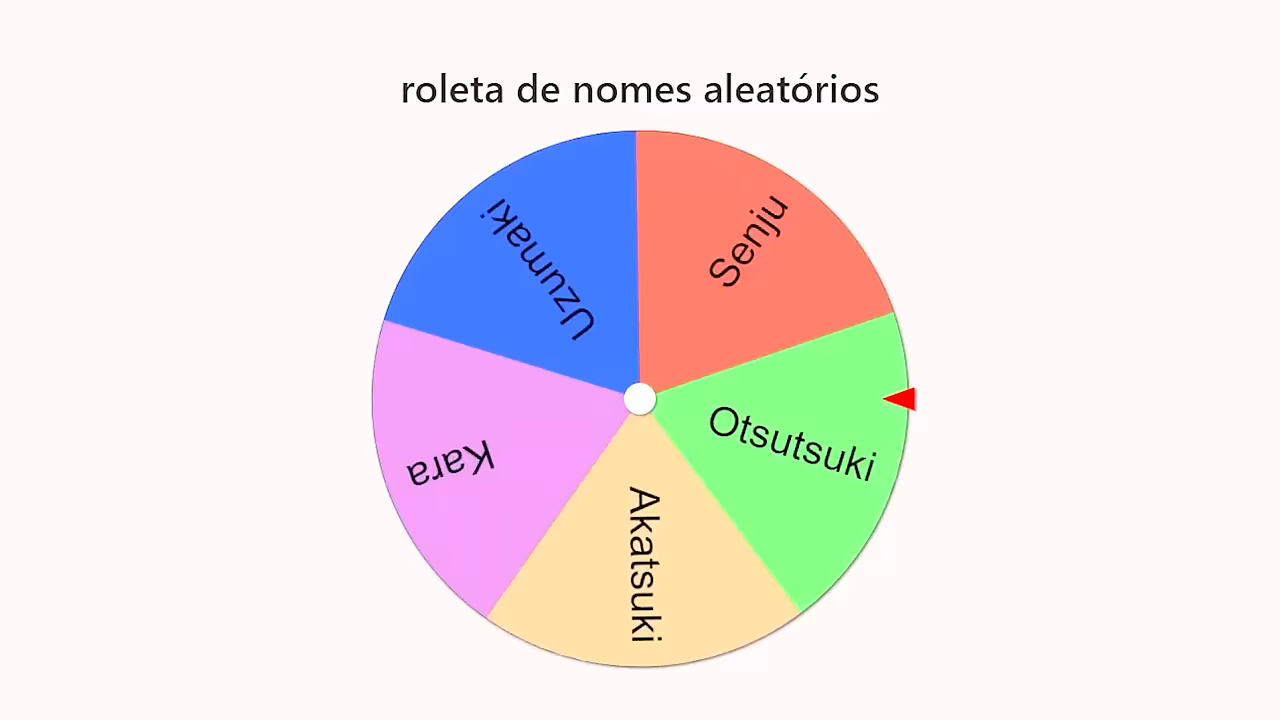 roleta de nomes aleatórios
Uzumaki
Senju
Otsutsuki
Kara
Akatsuki